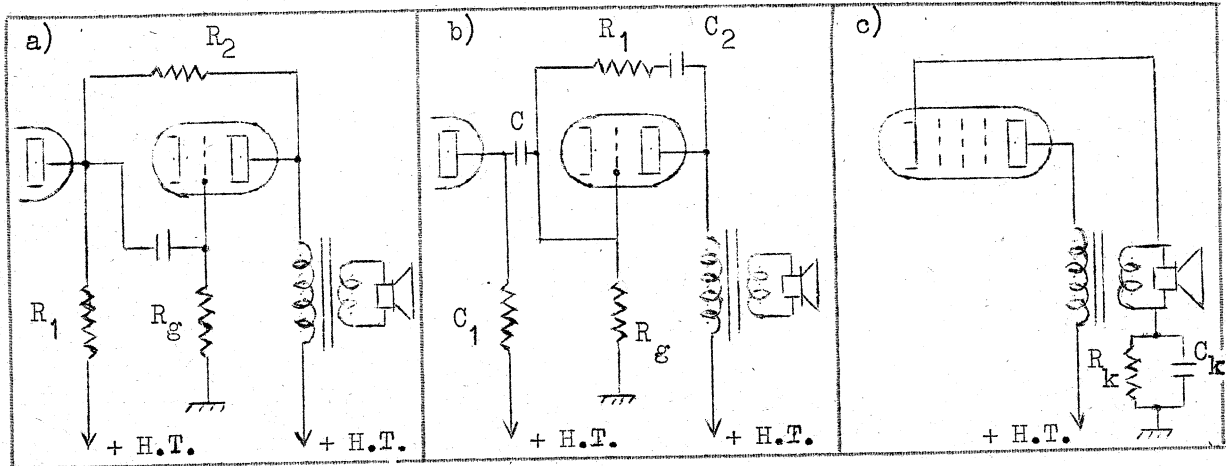 a)
R2
R1
Rg
+ H.T.
+ H.T.
b)
R1
C2
C
C1
Rg
+ H.T.
+ H.T.
c)
Rk
Ck
+ H.T.